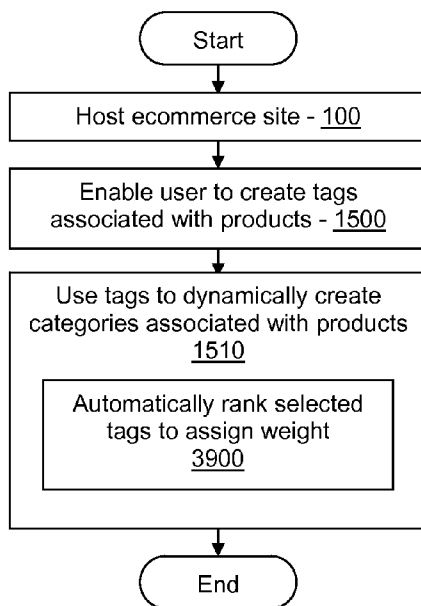 Start
Host ecommerce site - 100
Enable user to create tags
associated with products - 1500
Use tags to dynamically create
categories associated with products
1510
Automatically rank selected
tags to assign weight
3900
End